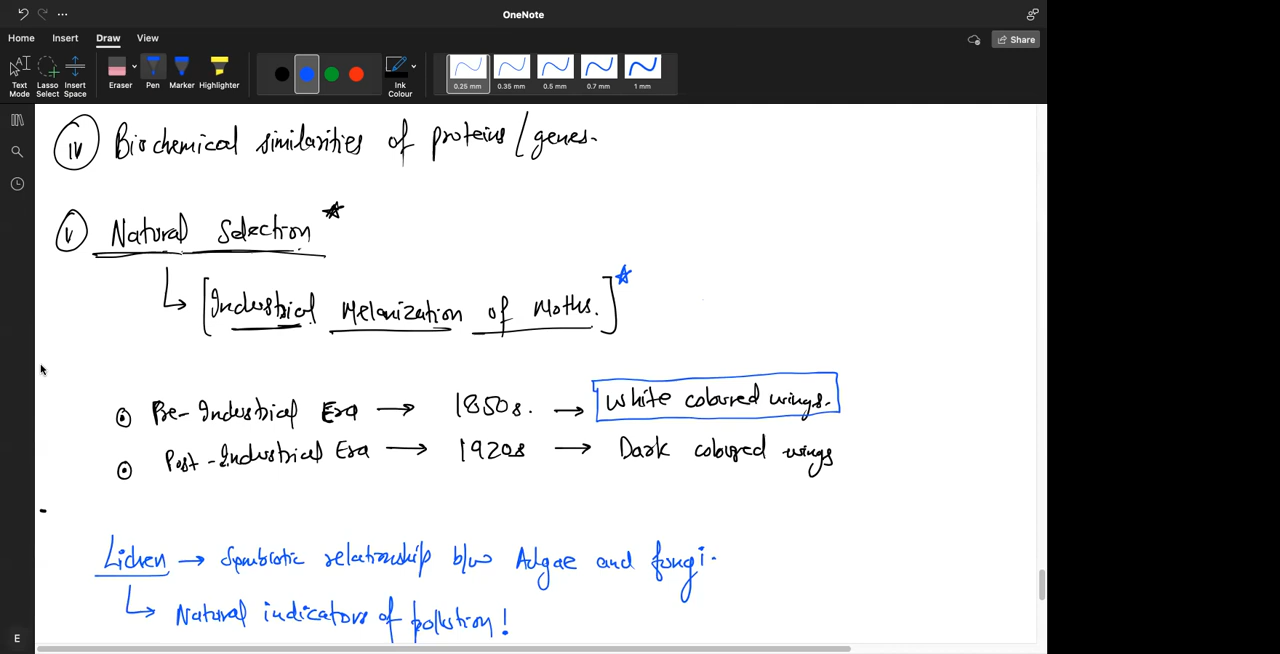 OneNote
Home Insert Draw View
Share
Text Mode Lasso Select Insert Space Eraser Pen Marker Highlighter Ink Colour 0.25 mm 0.35 mm 0.5 mm 0.7 mm 1 mm
iv Biochemical similarities of proteins/genes.
v Natural Selection
[Industrial Melanization of Moths.]
Pre-Industrial Era → 1850s. → White coloured wings.
Post-Industrial Era → 1920s → Dark coloured wings
Lichen → Symbiotic relationship b/w Algae and fungi.
Natural indicators of pollution!
E